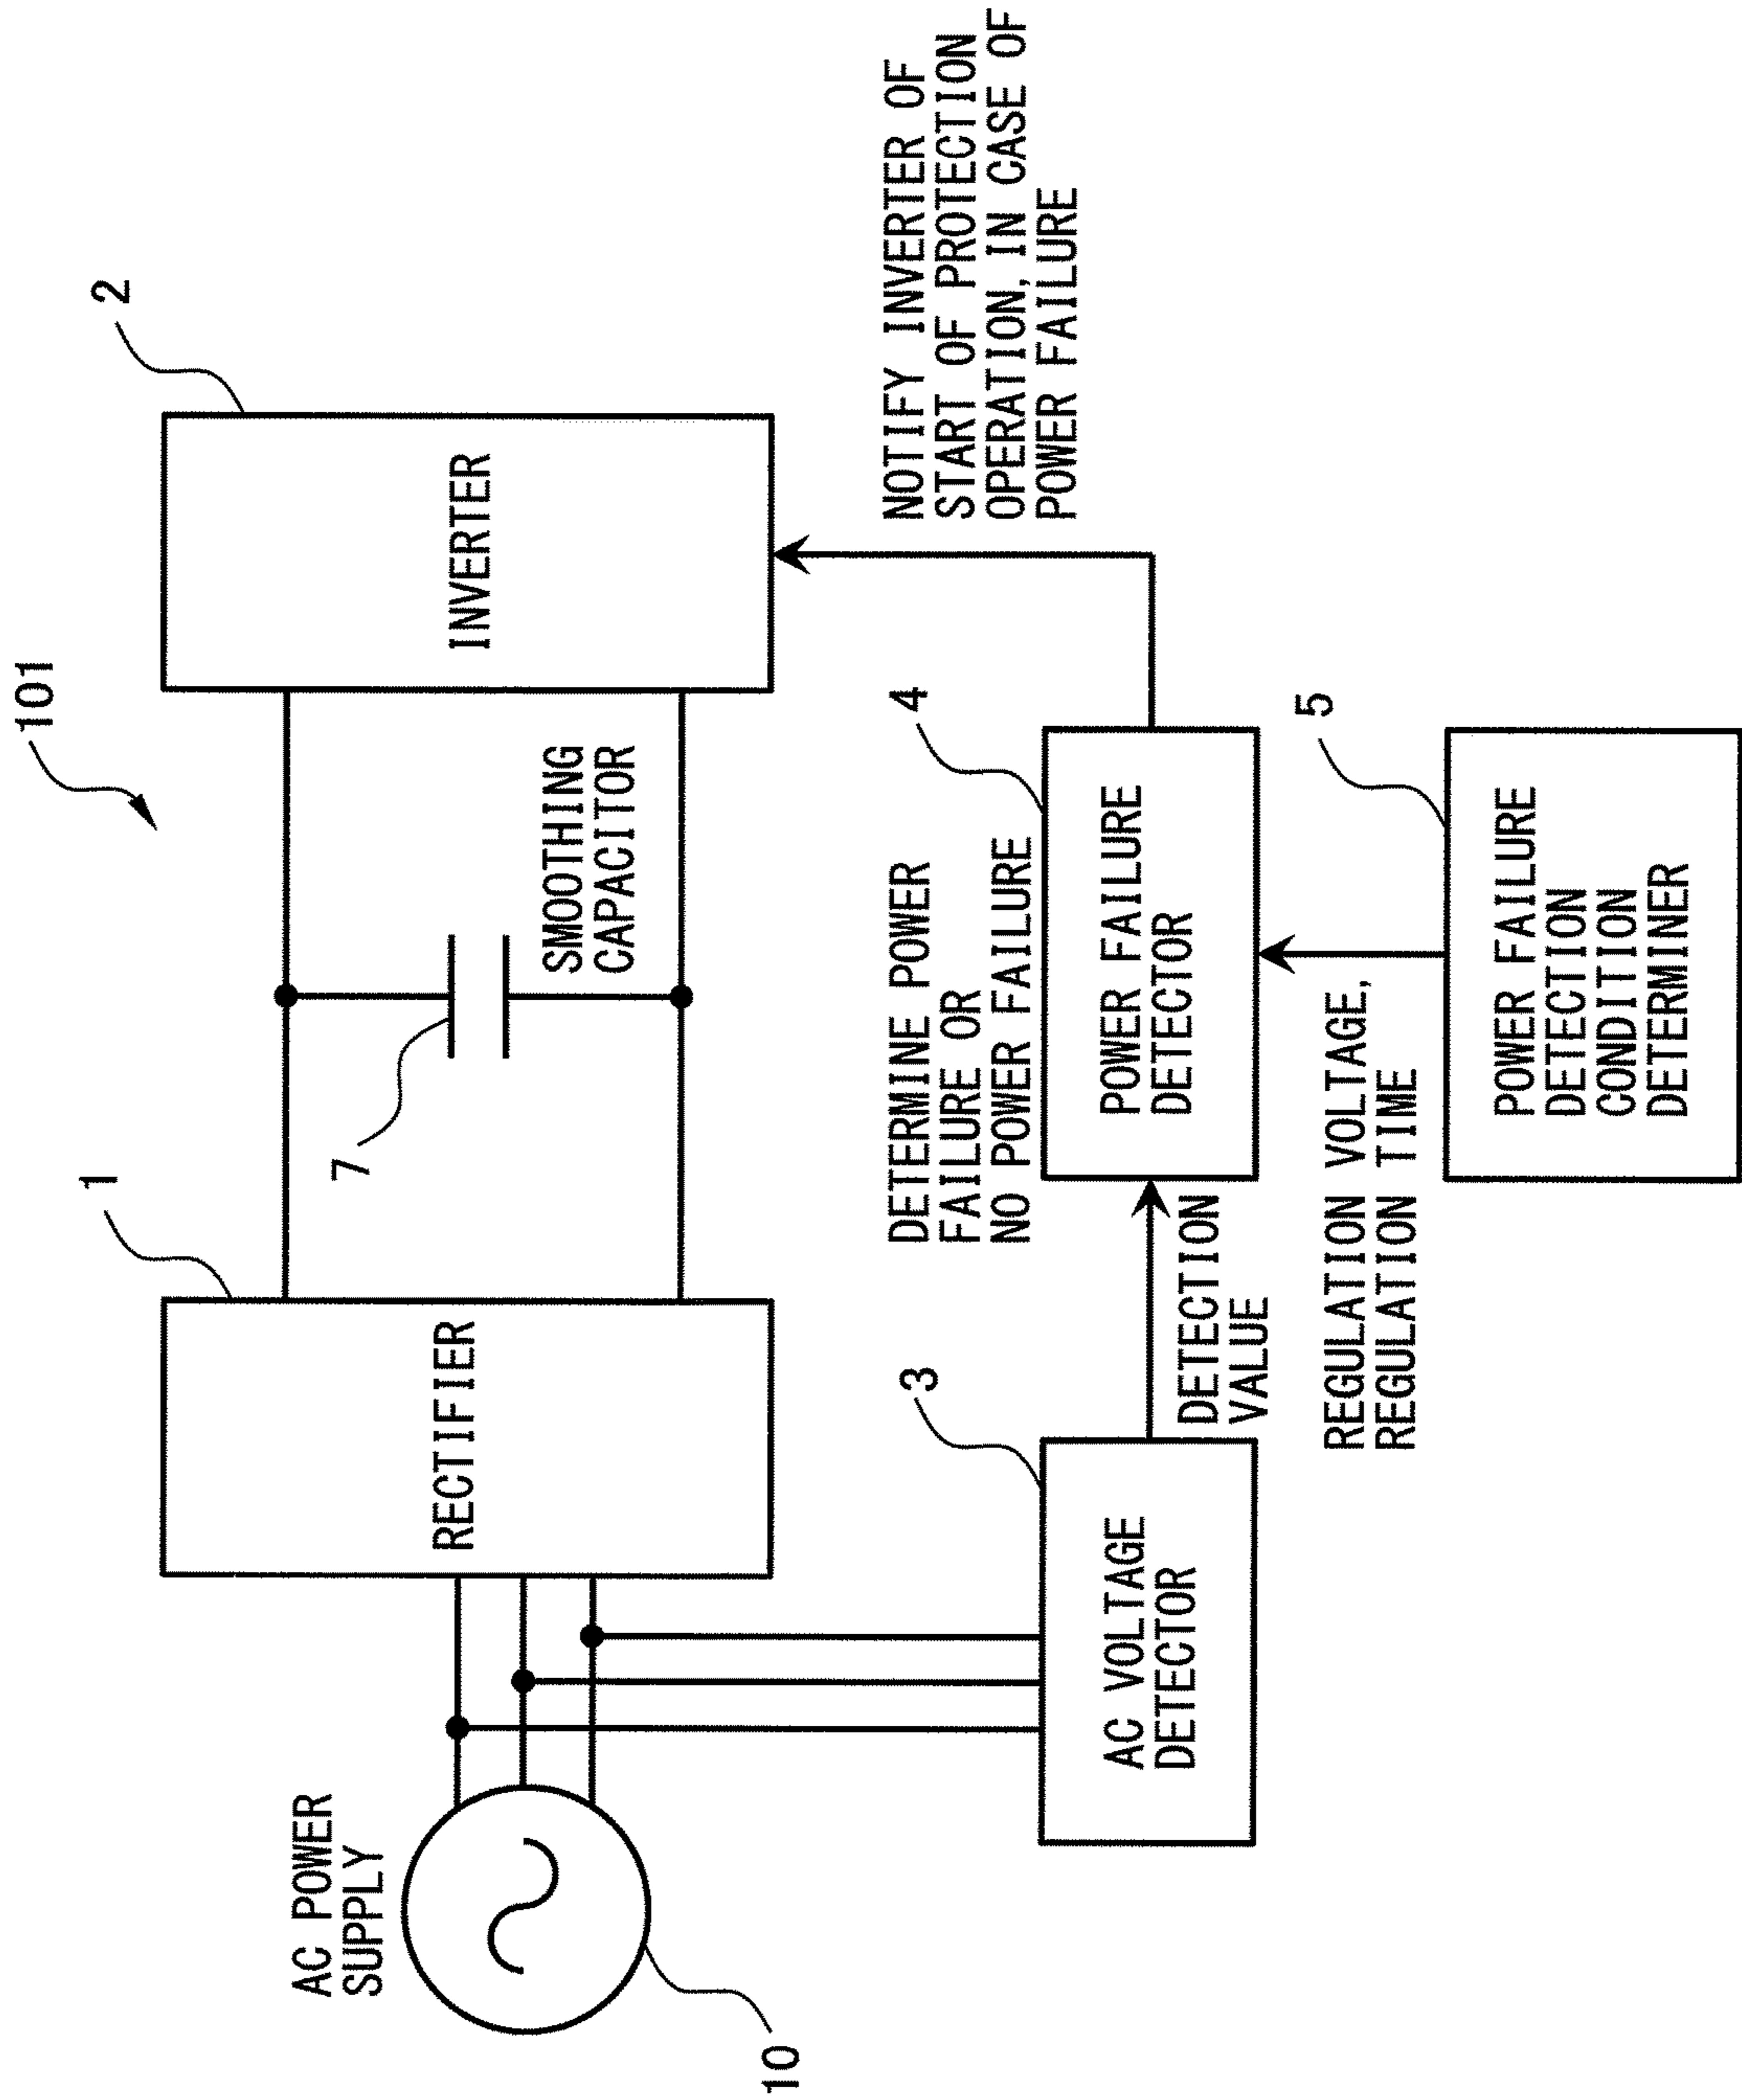 101
1
2
RECTIFIER
INVERTER
7
SMOOTHING
CAPACITOR
AC POWER
SUPPLY
10
3
AC VOLTAGE
DETECTOR
DETECTION
VALUE
DETERMINE POWER
FAILURE OR
NO POWER FAILURE
4
POWER FAILURE
DETECTOR
NOTIFY INVERTER OF
START OF PROTECTION
OPERATION, IN CASE OF
POWER FAILURE
REGULATION VOLTAGE,
REGULATION TIME
5
POWER FAILURE
DETECTION
CONDITION
DETERMINER